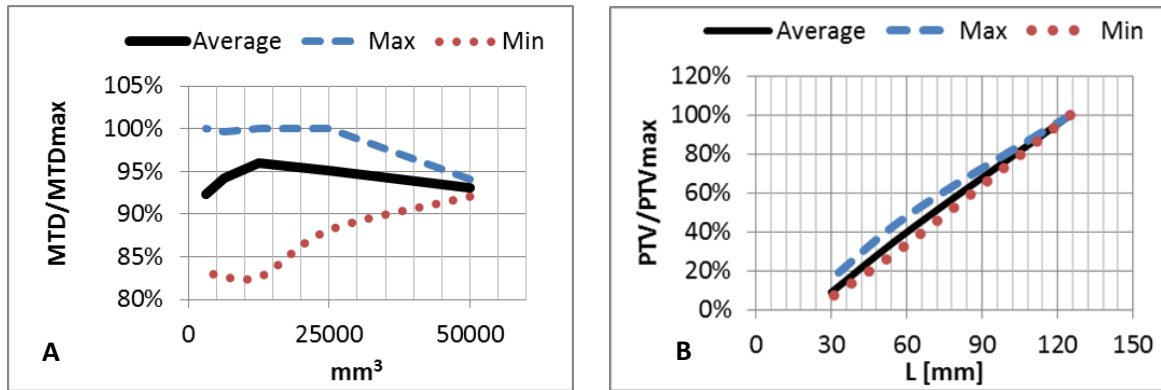 Average Max Min
MTD/MTDmax
105%
100%
95%
90%
85%
80%
0 25000 50000
mm³
A
Average Max Min
PTV/PTVmax
120%
100%
80%
60%
40%
20%
0%
0 30 60 90 120 150
L [mm]
B